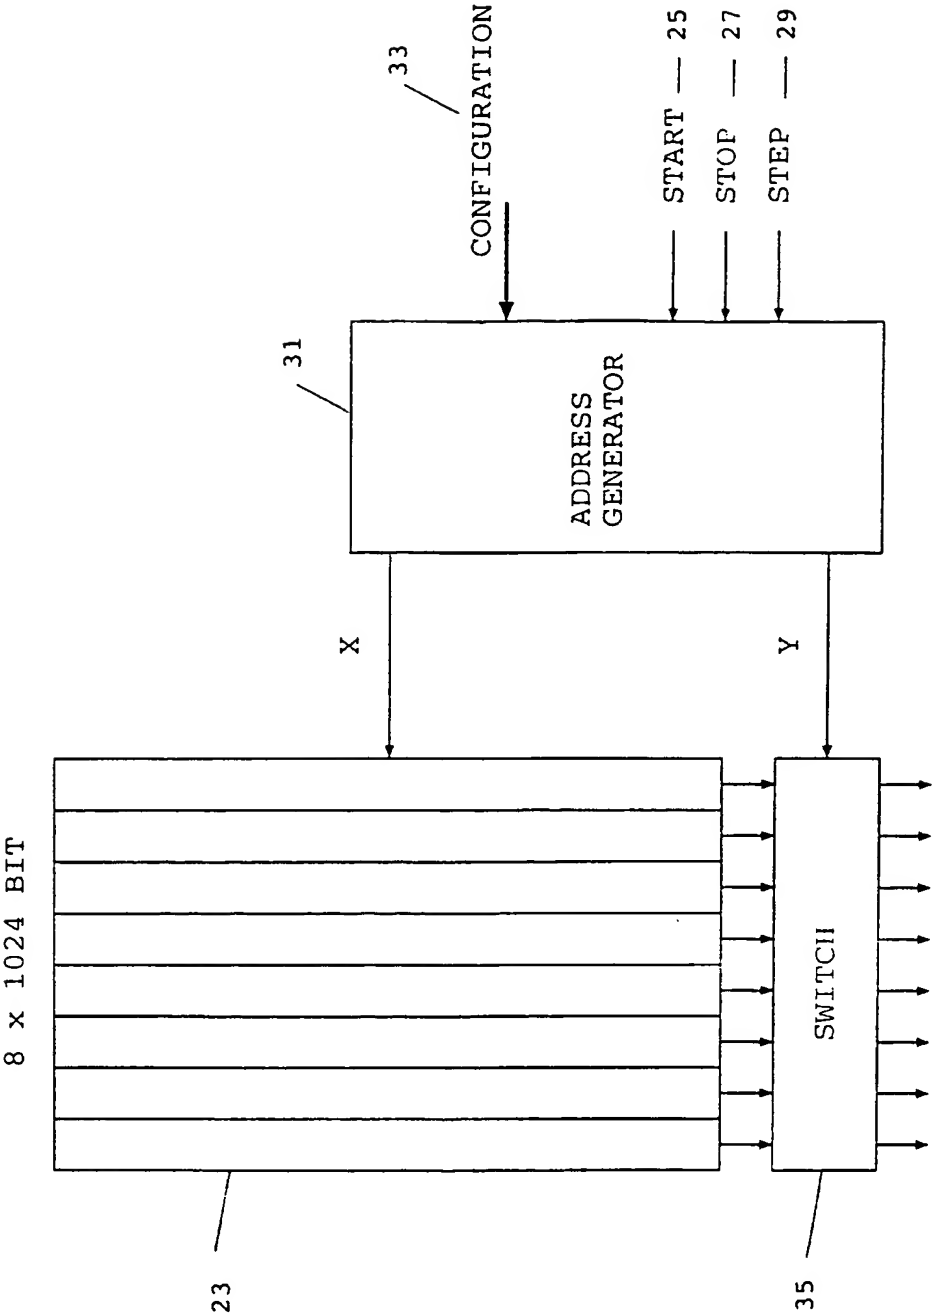 8 x 1024 BIT
23
X
31
33
CONFIGURATION
ADDRESS
GENERATOR
START — 25
STOP — 27
STEP — 29
Y
SWITCH
35